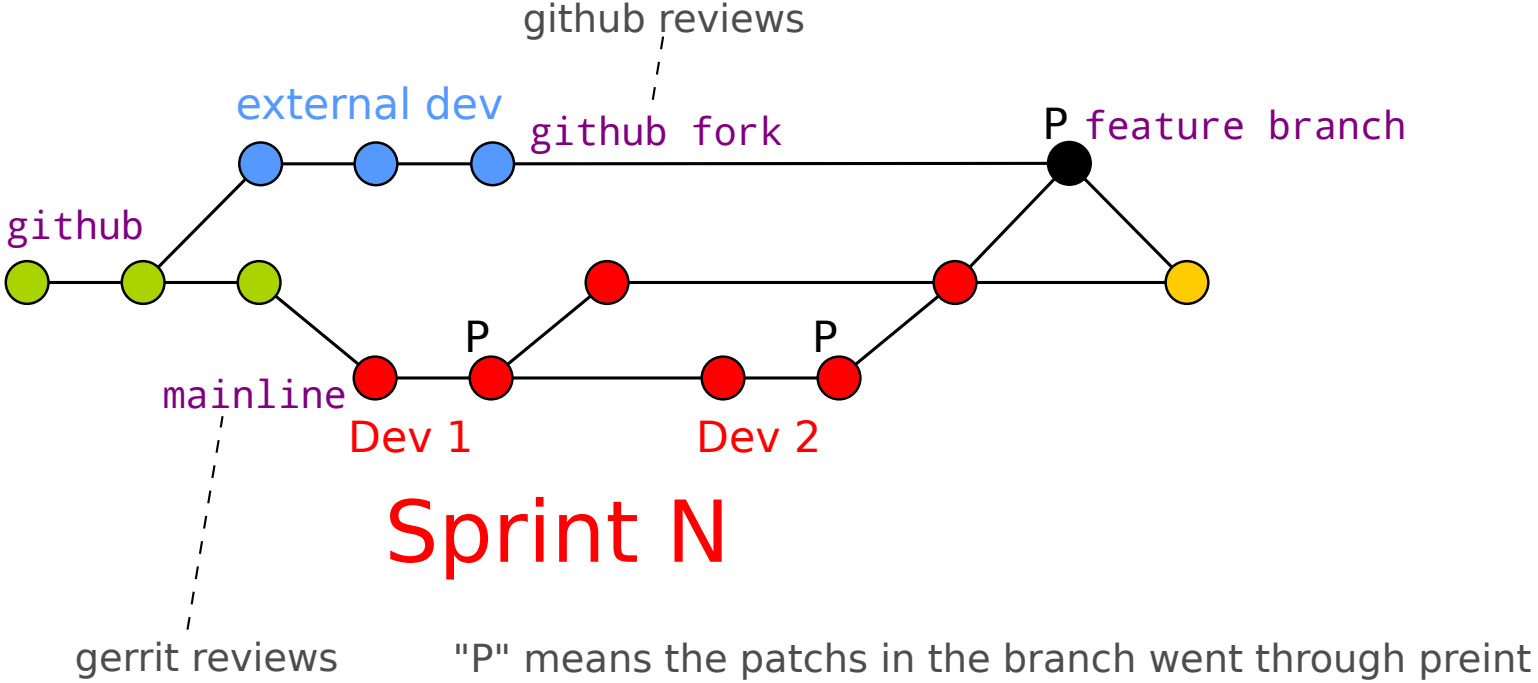 github reviews
external dev
github fork
P feature branch
github
P
P
mainline
Dev 1
Dev 2
Sprint N
gerrit reviews
"P" means the patchs in the branch went through preint